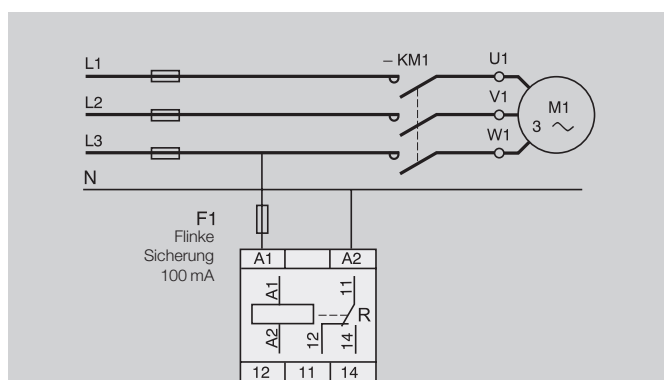 L1
– KM1
U1
L2
V1
M1
3
L3
W1
N
F1
Flinke
Sicherung
100 mA
A1
A2
A1
11
R
A2
12
14
12
11
14